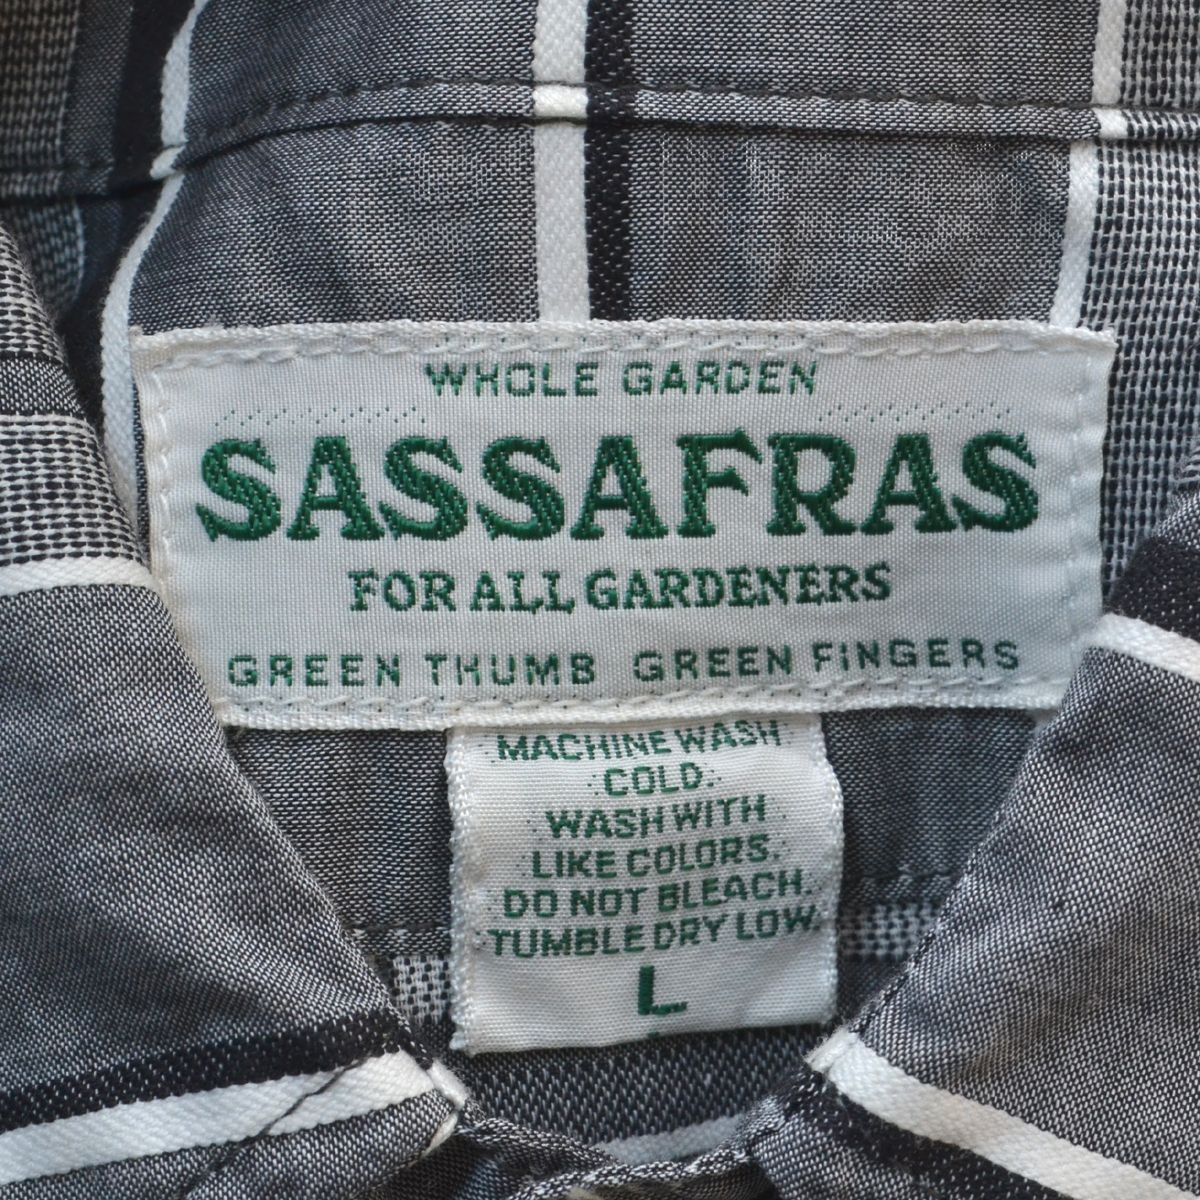 WHOLE GARDEN
SASSAFRAS
FOR ALL GARDENERS
GREEN THUMB GREEN FINGERS
MACHINE WASH
COLD.
WASH WITH
LIKE COLORS.
DO NOT BLEACH.
TUMBLE DRY LOW.
L